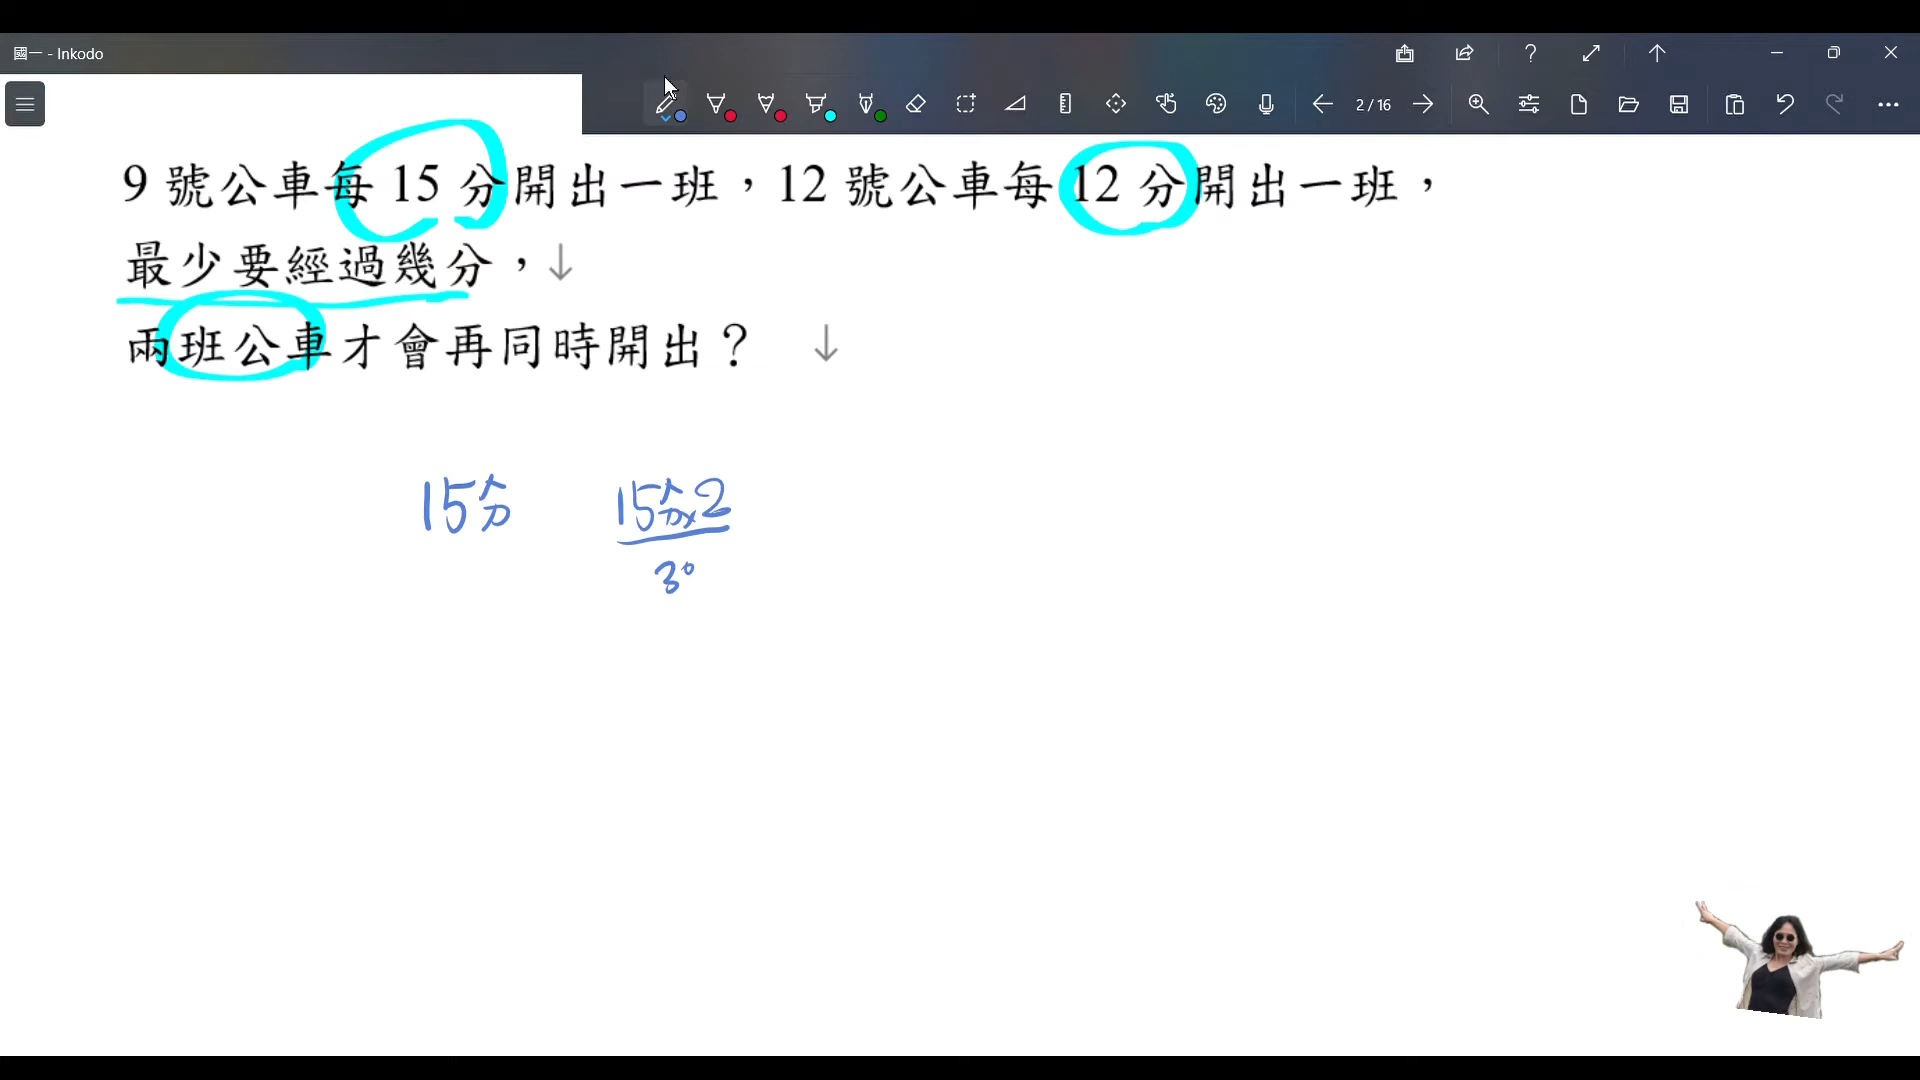 國一 - Inkodo
2/16
9 號公車每 15 分開出一班，12 號公車每 12 分開出一班，
最少要經過幾分，↓
兩班公車才會再同時開出？ ↓
15分 15分×2
30